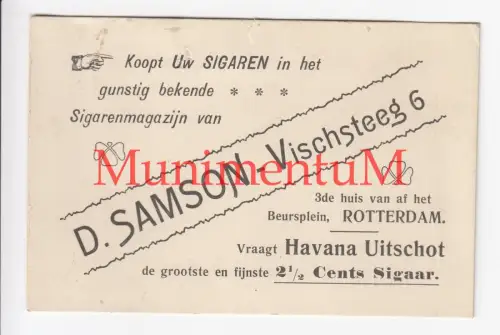 Koopt Uw SIGAREN in het
gunstig bekende * * *
Sigarenmagazijn van
MunimentuM
D. SAMSON - Vischsteeg 6
3de huis van af het
Beursplein, ROTTERDAM.
Vraagt Havana Uitschot
de grootste en fijnste 2½ Cents Sigaar.